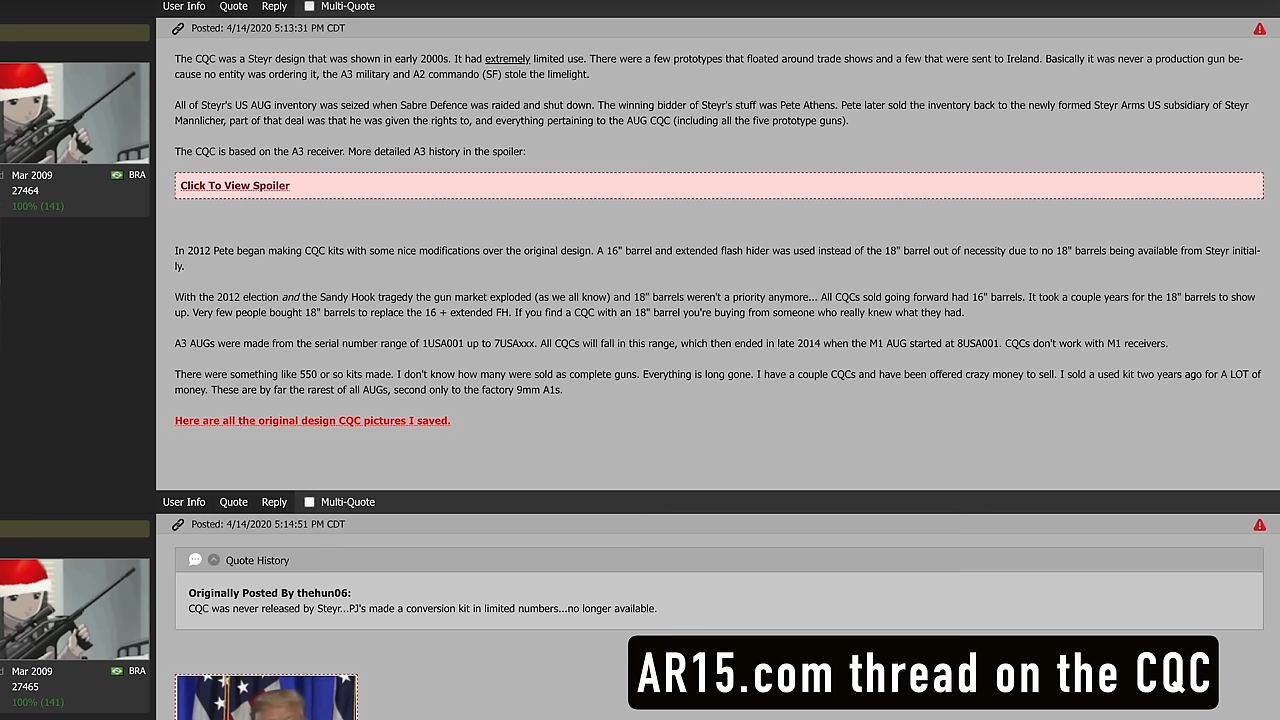 User Info Quote Reply Multi-Quote
Posted: 4/14/2020 5:13:31 PM CDT
The CQC was a Steyr design that was shown in early 2000s. It had extremely limited use. There were a few prototypes that floated around trade shows and a few that were sent to Ireland. Basically it was never a production gun be-
cause no entity was ordering it, the A3 military and A2 commando (SF) stole the limelight.
All of Steyr's US AUG inventory was seized when Sabre Defence was raided and shut down. The winning bidder of Steyr's stuff was Pete Athens. Pete later sold the inventory back to the newly formed Steyr Arms US subsidiary of Steyr
Mannlicher, part of that deal was that he was given the rights to, and everything pertaining to the AUG CQC (including all the five prototype guns).
The CQC is based on the A3 receiver. More detailed A3 history in the spoiler:
Mar 2009 BRA
27464
100% (141)
Click To View Spoiler
In 2012 Pete began making CQC kits with some nice modifications over the original design. A 16" barrel and extended flash hider was used instead of the 18" barrel out of necessity due to no 18" barrels being available from Steyr initial-
ly.
With the 2012 election and the Sandy Hook tragedy the gun market exploded (as we all know) and 18" barrels weren't a priority anymore... All CQCs sold going forward had 16" barrels. It took a couple years for the 18" barrels to show
up. Very few people bought 18" barrels to replace the 16 + extended FH. If you find a CQC with an 18" barrel you're buying from someone who really knew what they had.
A3 AUGs were made from the serial number range of 1USA001 up to 7USAxxx. All CQCs will fall in this range, which then ended in late 2014 when the M1 AUG started at 8USA001. CQCs don't work with M1 receivers.
There were something like 550 or so kits made. I don't know how many were sold as complete guns. Everything is long gone. I have a couple CQCs and have been offered crazy money to sell. I sold a used kit two years ago for A LOT of
money. These are by far the rarest of all AUGs, second only to the factory 9mm A1s.
Here are all the original design CQC pictures I saved.
User Info Quote Reply Multi-Quote
Posted: 4/14/2020 5:14:51 PM CDT
Quote History
Originally Posted By thehun06:
CQC was never released by Steyr...PJ's made a conversion kit in limited numbers...no longer available.
Mar 2009 BRA
27465
100% (141)
AR15.com thread on the CQC